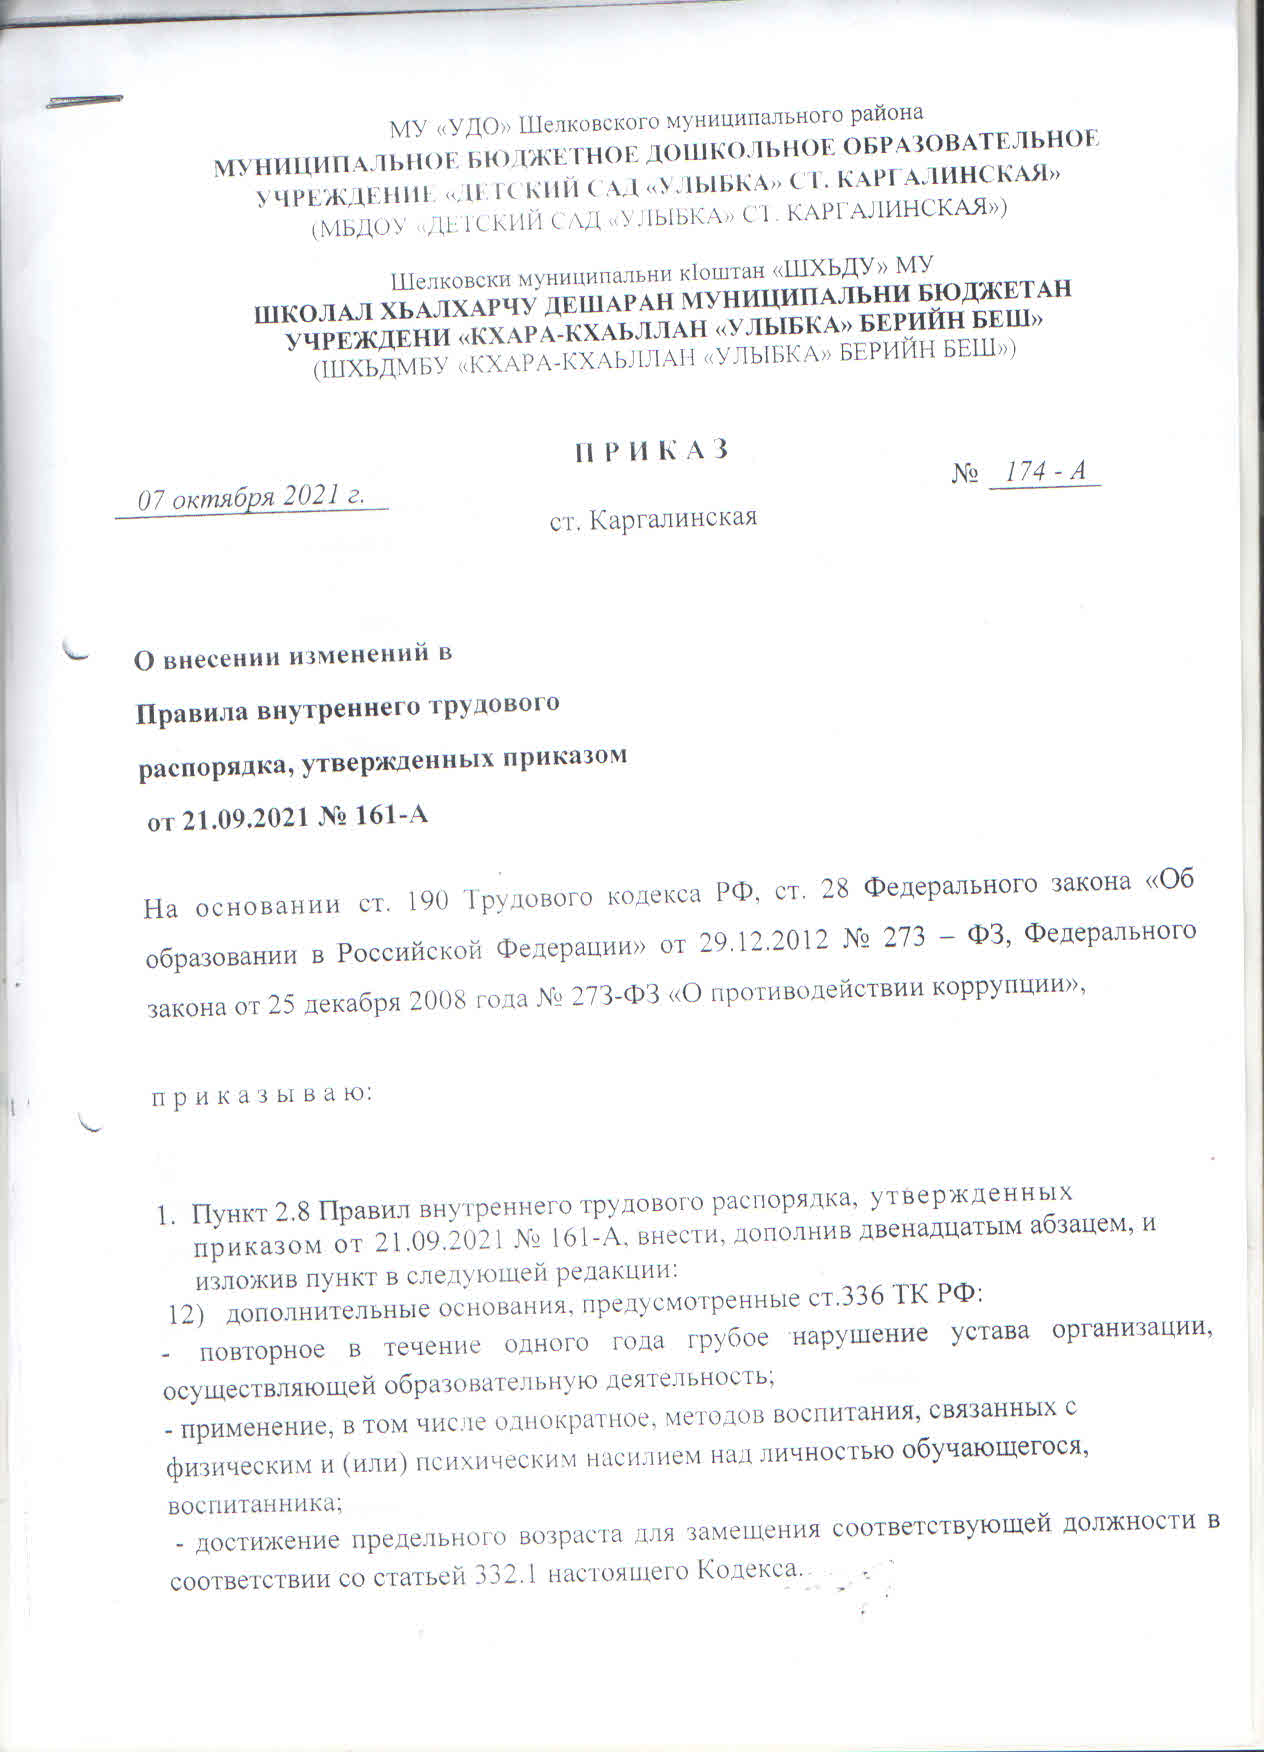 МУ «УДО» Шелковского муниципального района
МУНИЦИПАЛЬНОЕ БЮДЖЕТНОЕ ДОШКОЛЬНОЕ ОБРАЗОВАТЕЛЬНОЕ
УЧРЕЖДЕНИЕ «ДЕТСКИЙ САД «УЛЫБКА» СТ. КАРГАЛИНСКАЯ»
(МБДОУ «ДЕТСКИЙ САД «УЛЫБКА» СТ. КАРГАЛИНСКАЯ»)
Шелковски муниципальни кIоштан «ШХЬДУ» МУ
ШКОЛАЛ ХЬАЛХАРЧУ ДЕШАРАН МУНИЦИПАЛЬНИ БЮДЖЕТАН
УЧРЕЖДЕНИ «КХАРА-КХАЬЛЛАН «УЛЫБКА» БЕРИЙН БЕШ»
(ШХЬДМБУ «КХАРА-КХАЬЛЛАН «УЛЫБКА» БЕРИЙН БЕШ»)
П Р И К А З
07 октября 2021 г. № 174 - А
ст. Каргалинская
О внесении изменений в
Правила внутреннего трудового
распорядка, утвержденных приказом
от 21.09.2021 № 161-А
На основании ст. 190 Трудового кодекса РФ, ст. 28 Федерального закона «Об
образовании в Российской Федерации» от 29.12.2012 № 273 – ФЗ, Федерального
закона от 25 декабря 2008 года № 273-ФЗ «О противодействии коррупции»,
п р и к а з ы в а ю:
1. Пункт 2.8 Правил внутреннего трудового распорядка, утвержденных
приказом от 21.09.2021 № 161-А, внести, дополнив двенадцатым абзацем, и
изложив пункт в следующей редакции:
12) дополнительные основания, предусмотренные ст.336 ТК РФ:
- повторное в течение одного года грубое нарушение устава организации,
осуществляющей образовательную деятельность;
- применение, в том числе однократное, методов воспитания, связанных с
физическим и (или) психическим насилием над личностью обучающегося,
воспитанника;
- достижение предельного возраста для замещения соответствующей должности в
соответствии со статьей 332.1 настоящего Кодекса.